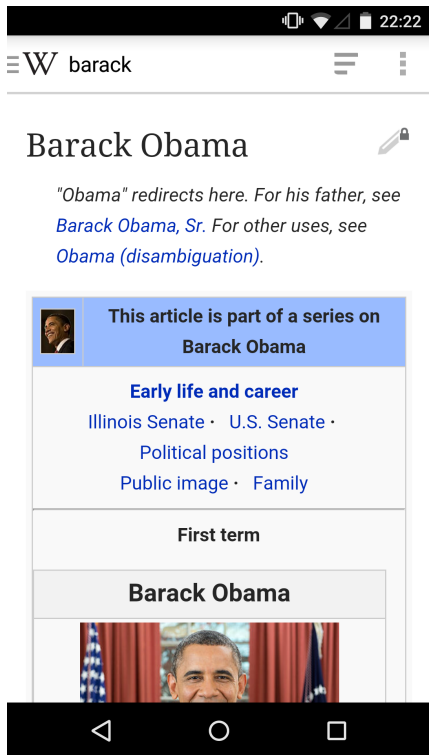 22:22
W barack
Barack Obama
"Obama" redirects here. For his father, see
Barack Obama, Sr. For other uses, see
Obama (disambiguation).
This article is part of a series on
Barack Obama
Early life and career
Illinois Senate · U.S. Senate ·
Political positions
Public image · Family
First term
Barack Obama